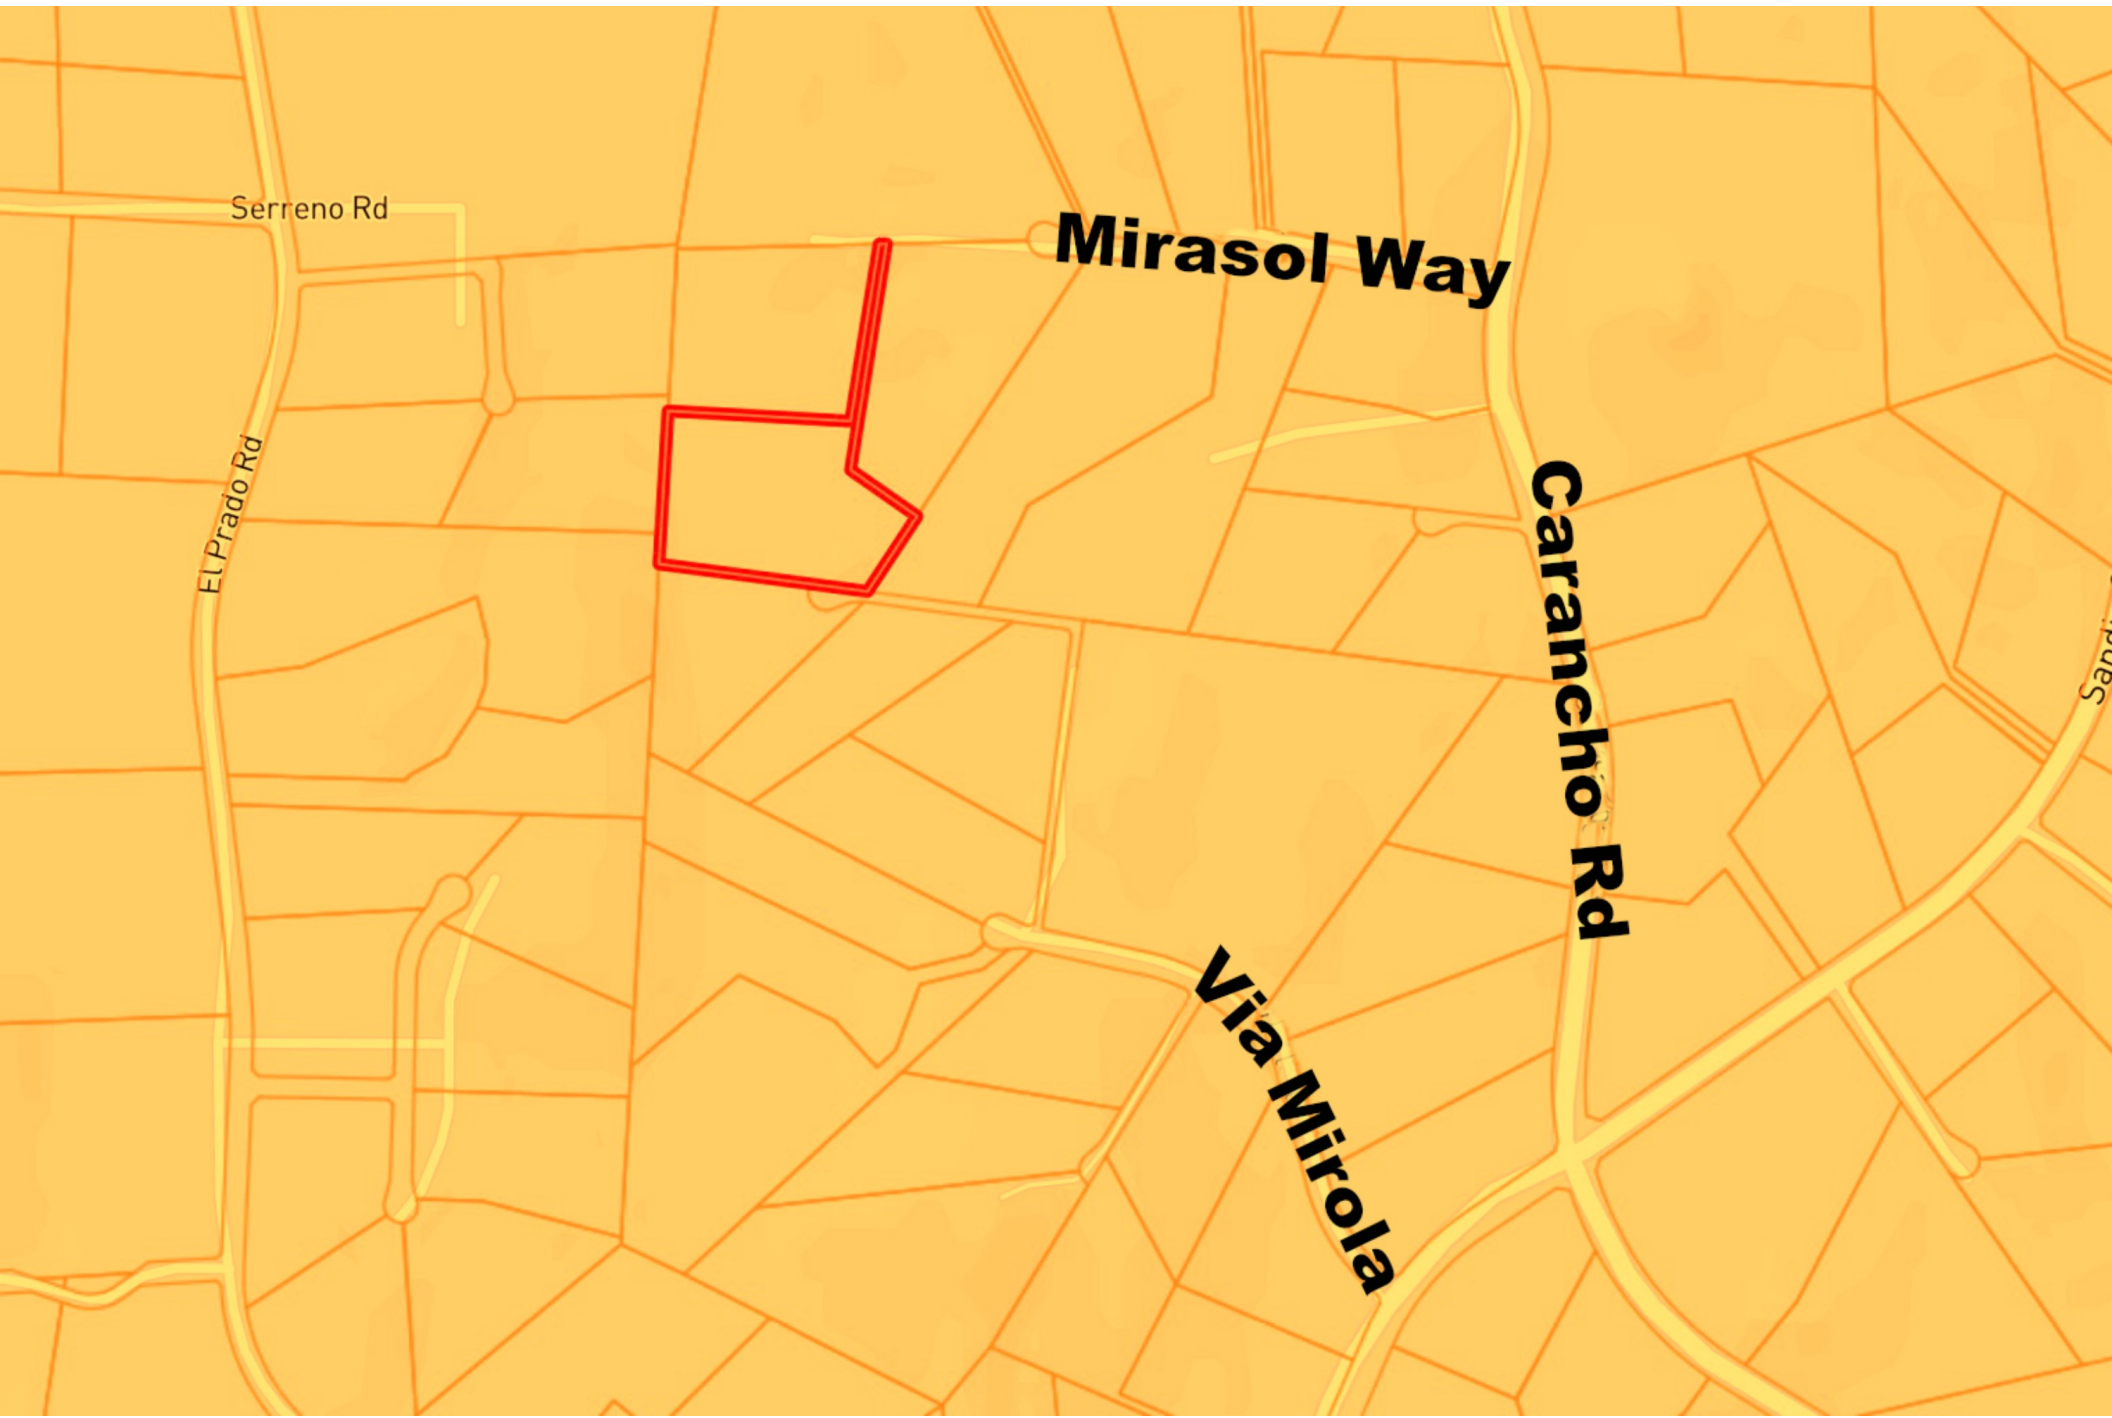 Serreno Rd
Mirasol Way
El Prado Rd
Carancho Rd
Via Mirola